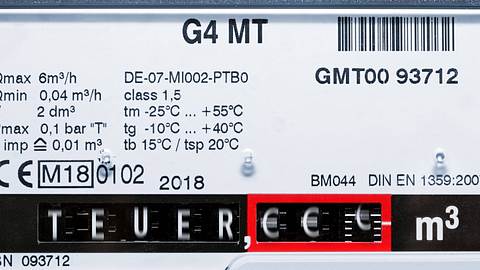 G4 MT
GMT00 93712
Qmax 6m³/h
Qmin 0,04 m³/h
V 2 dm³
Pmax 0,1 bar "T"
1 imp ≙ 0,01 m³
DE-07-MI002-PTB0
class 1,5
tm -25°C ... +55°C
tg -10°C ... +40°C
tb 15°C / tsp 20°C
CE M18 0102 2018
BM044 DIN EN 1359:200
TEUER,€€€ m³
SN 093712